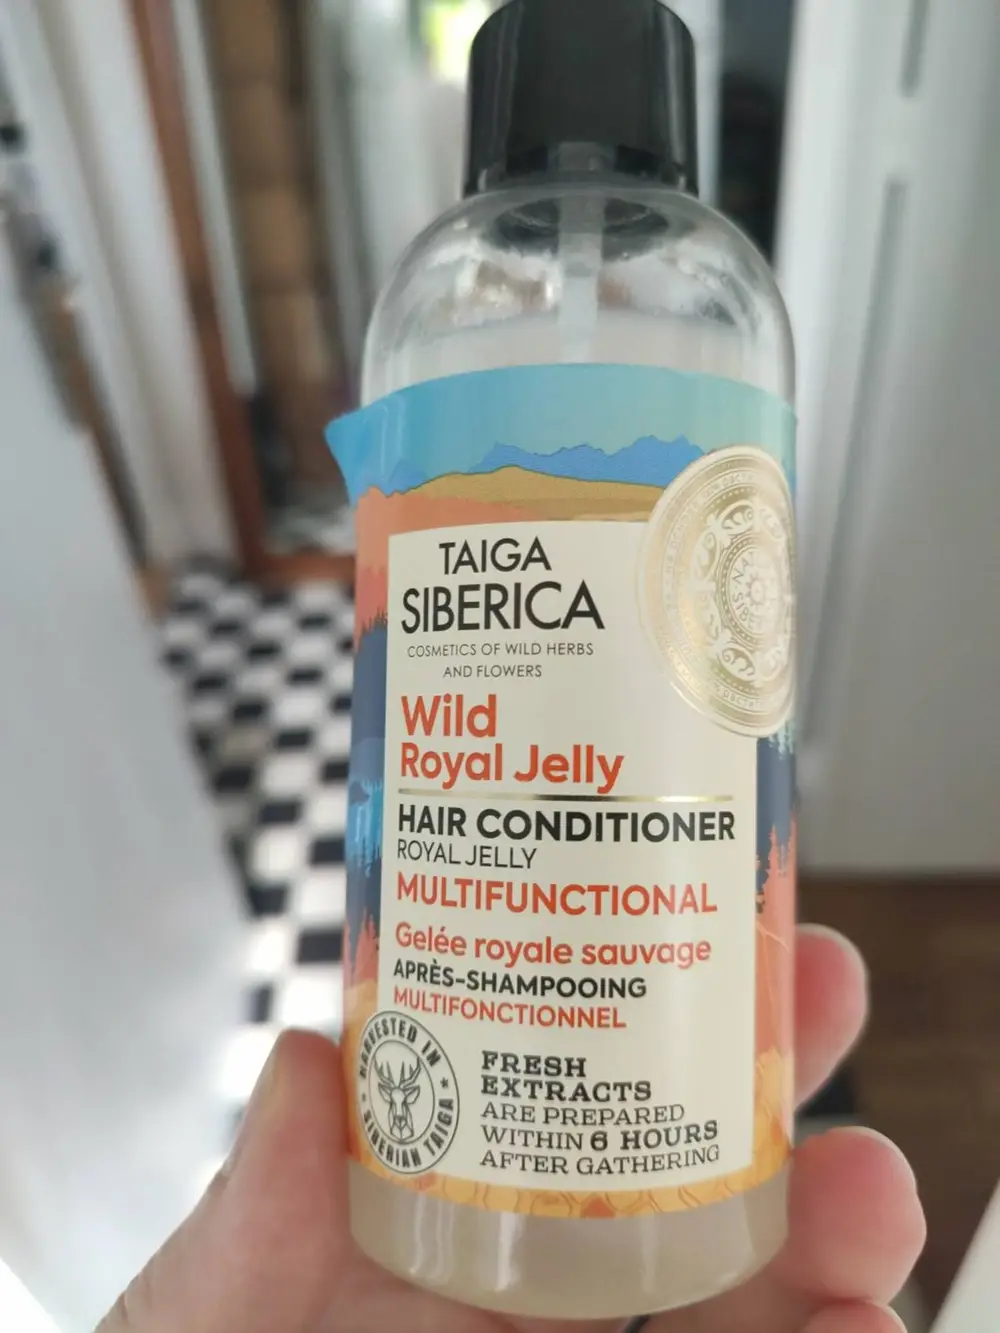 TAIGA
SIBERICA
COSMETICS OF WILD HERBS
AND FLOWERS
Wild
Royal Jelly
HAIR CONDITIONER
ROYAL JELLY
MULTIFUNCTIONAL
Gelée royale sauvage
APRÈS-SHAMPOOING
MULTIFONCTIONNEL
HARVESTED IN
SIBERIAN TAIGA
FRESH
EXTRACTS
ARE PREPARED
WITHIN 6 HOURS
AFTER GATHERING